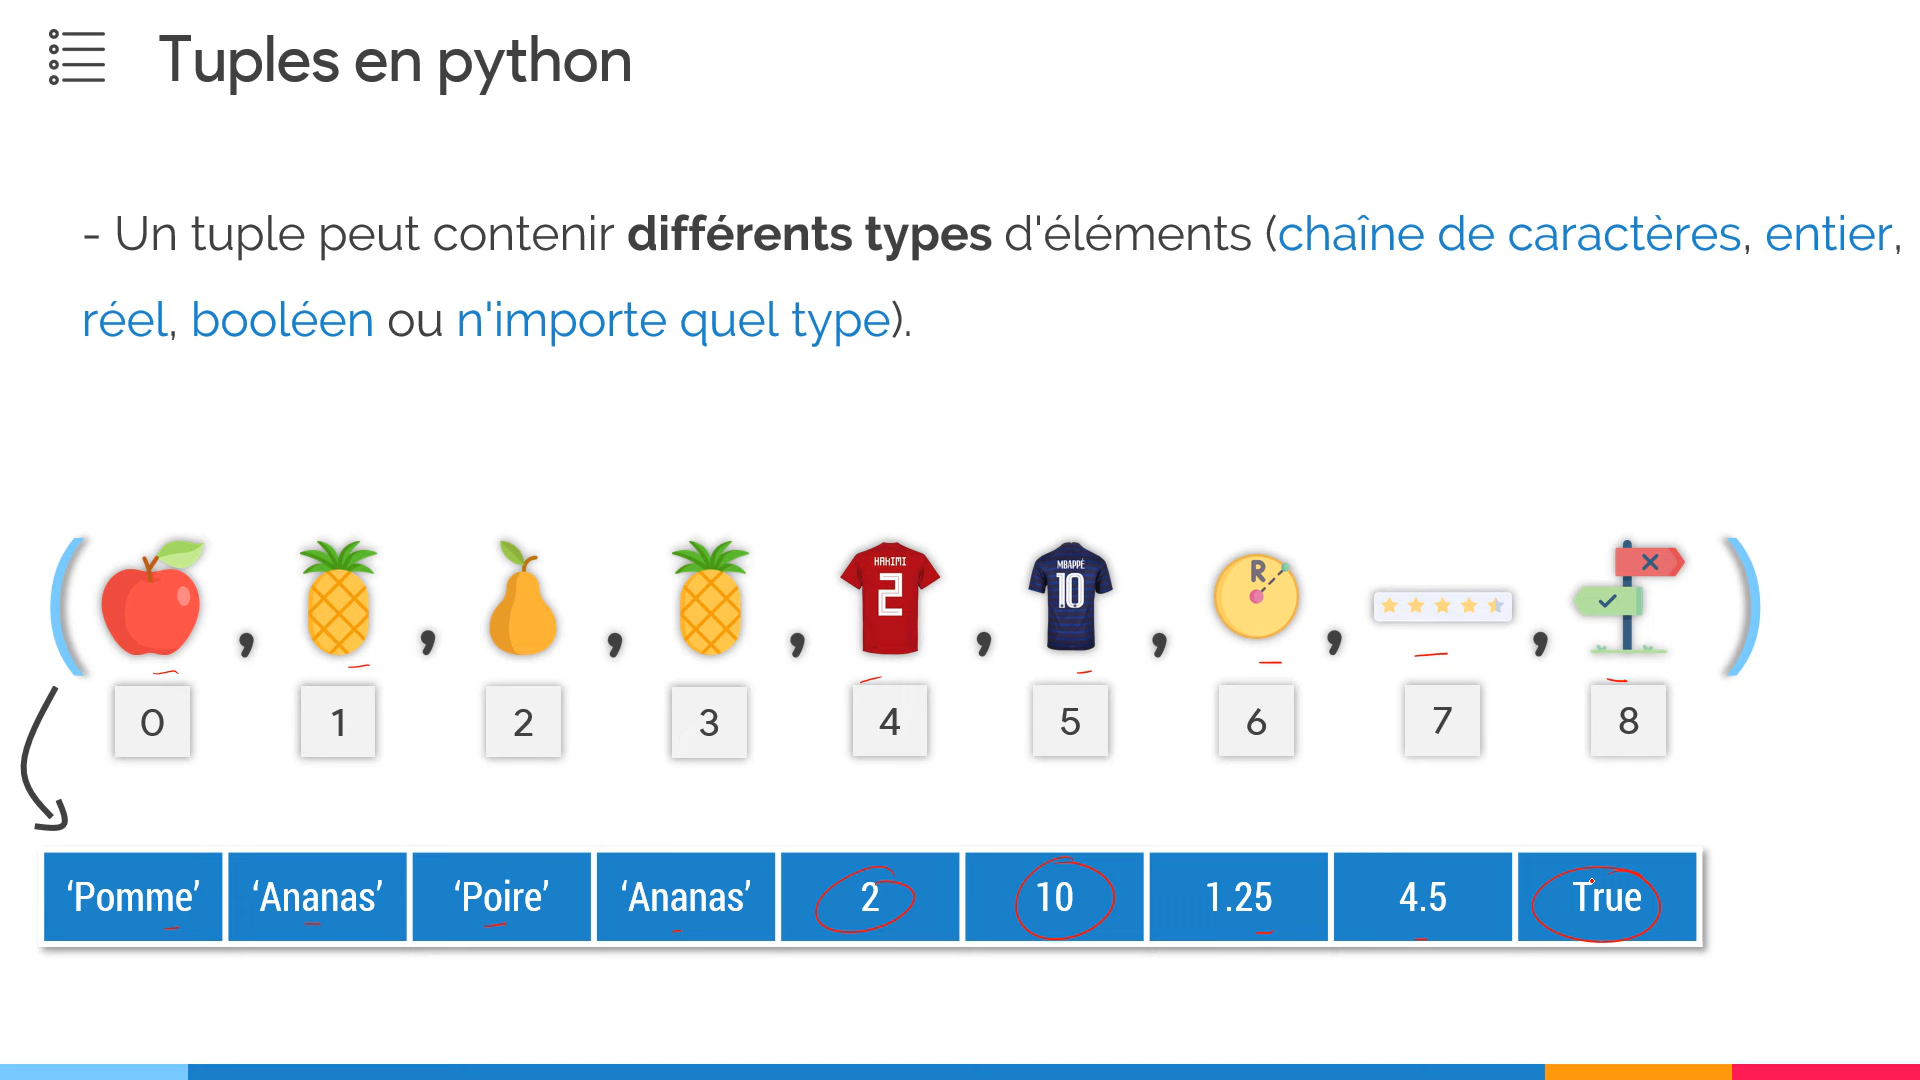 Tuples en python
- Un tuple peut contenir différents types d'éléments (chaîne de caractères, entier,
réel, booléen ou n'importe quel type).
( , , , , HAKIMI 2 , MBAPPÉ 10 , R , , )
0 1 2 3 4 5 6 7 8
‘Pomme’ ‘Ananas’ ‘Poire’ ‘Ananas’ 2 10 1.25 4.5 True